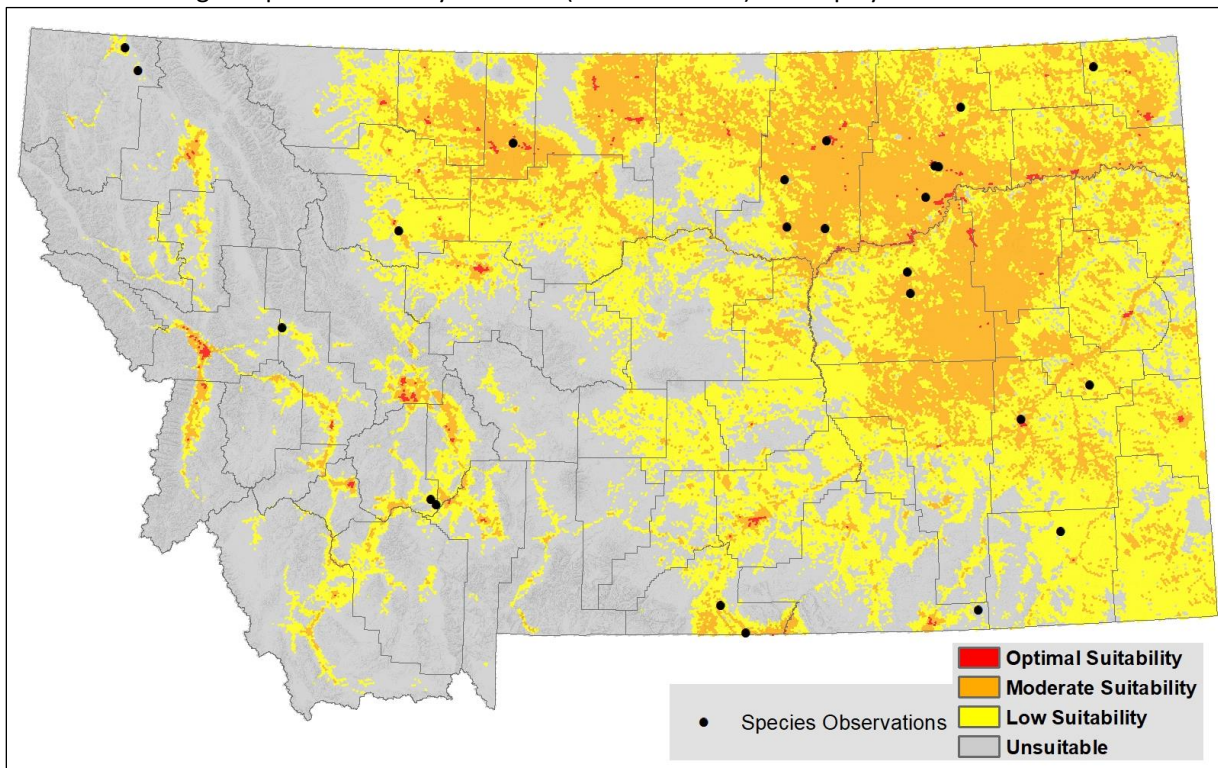 Species Observations
Optimal Suitability
Moderate Suitability
Low Suitability
Unsuitable